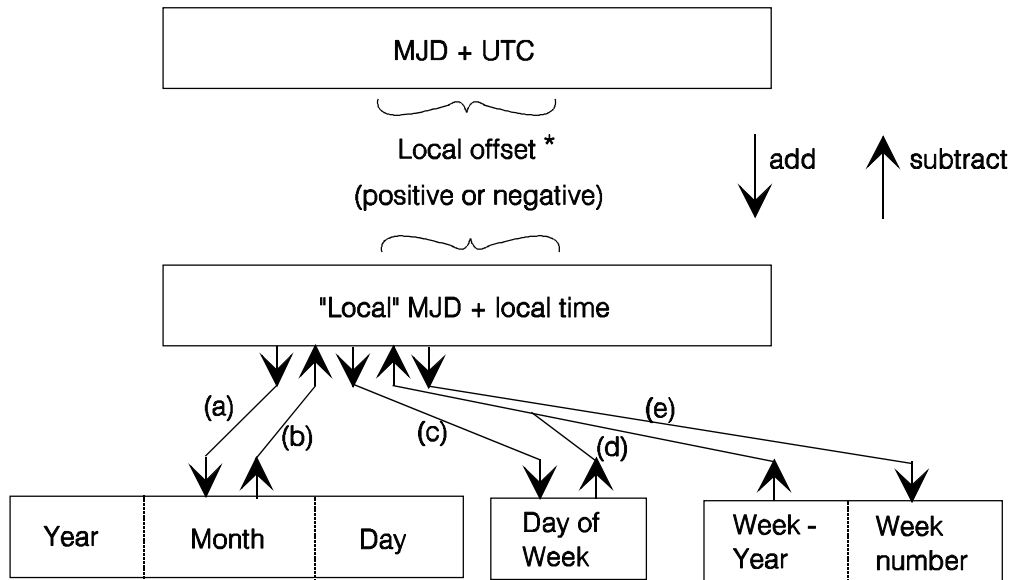 MJD + UTC
Local offset *
(positive or negative)
add
subtract
"Local" MJD + local time
(a)
(b)
(c)
(d)
(e)
Year
Month
Day
Day of
Week
Week -
Year
Week
number